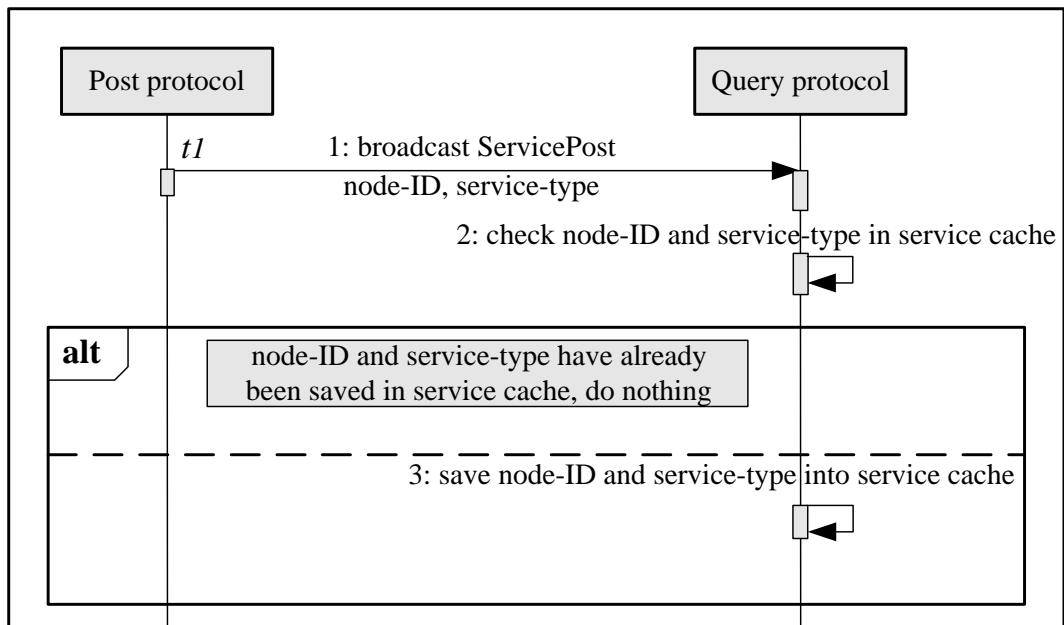 Post protocol
Query protocol
t1
1: broadcast ServicePost
node-ID, service-type
2: check node-ID and service-type in service cache
alt
node-ID and service-type have already
been saved in service cache, do nothing
3: save node-ID and service-type into service cache